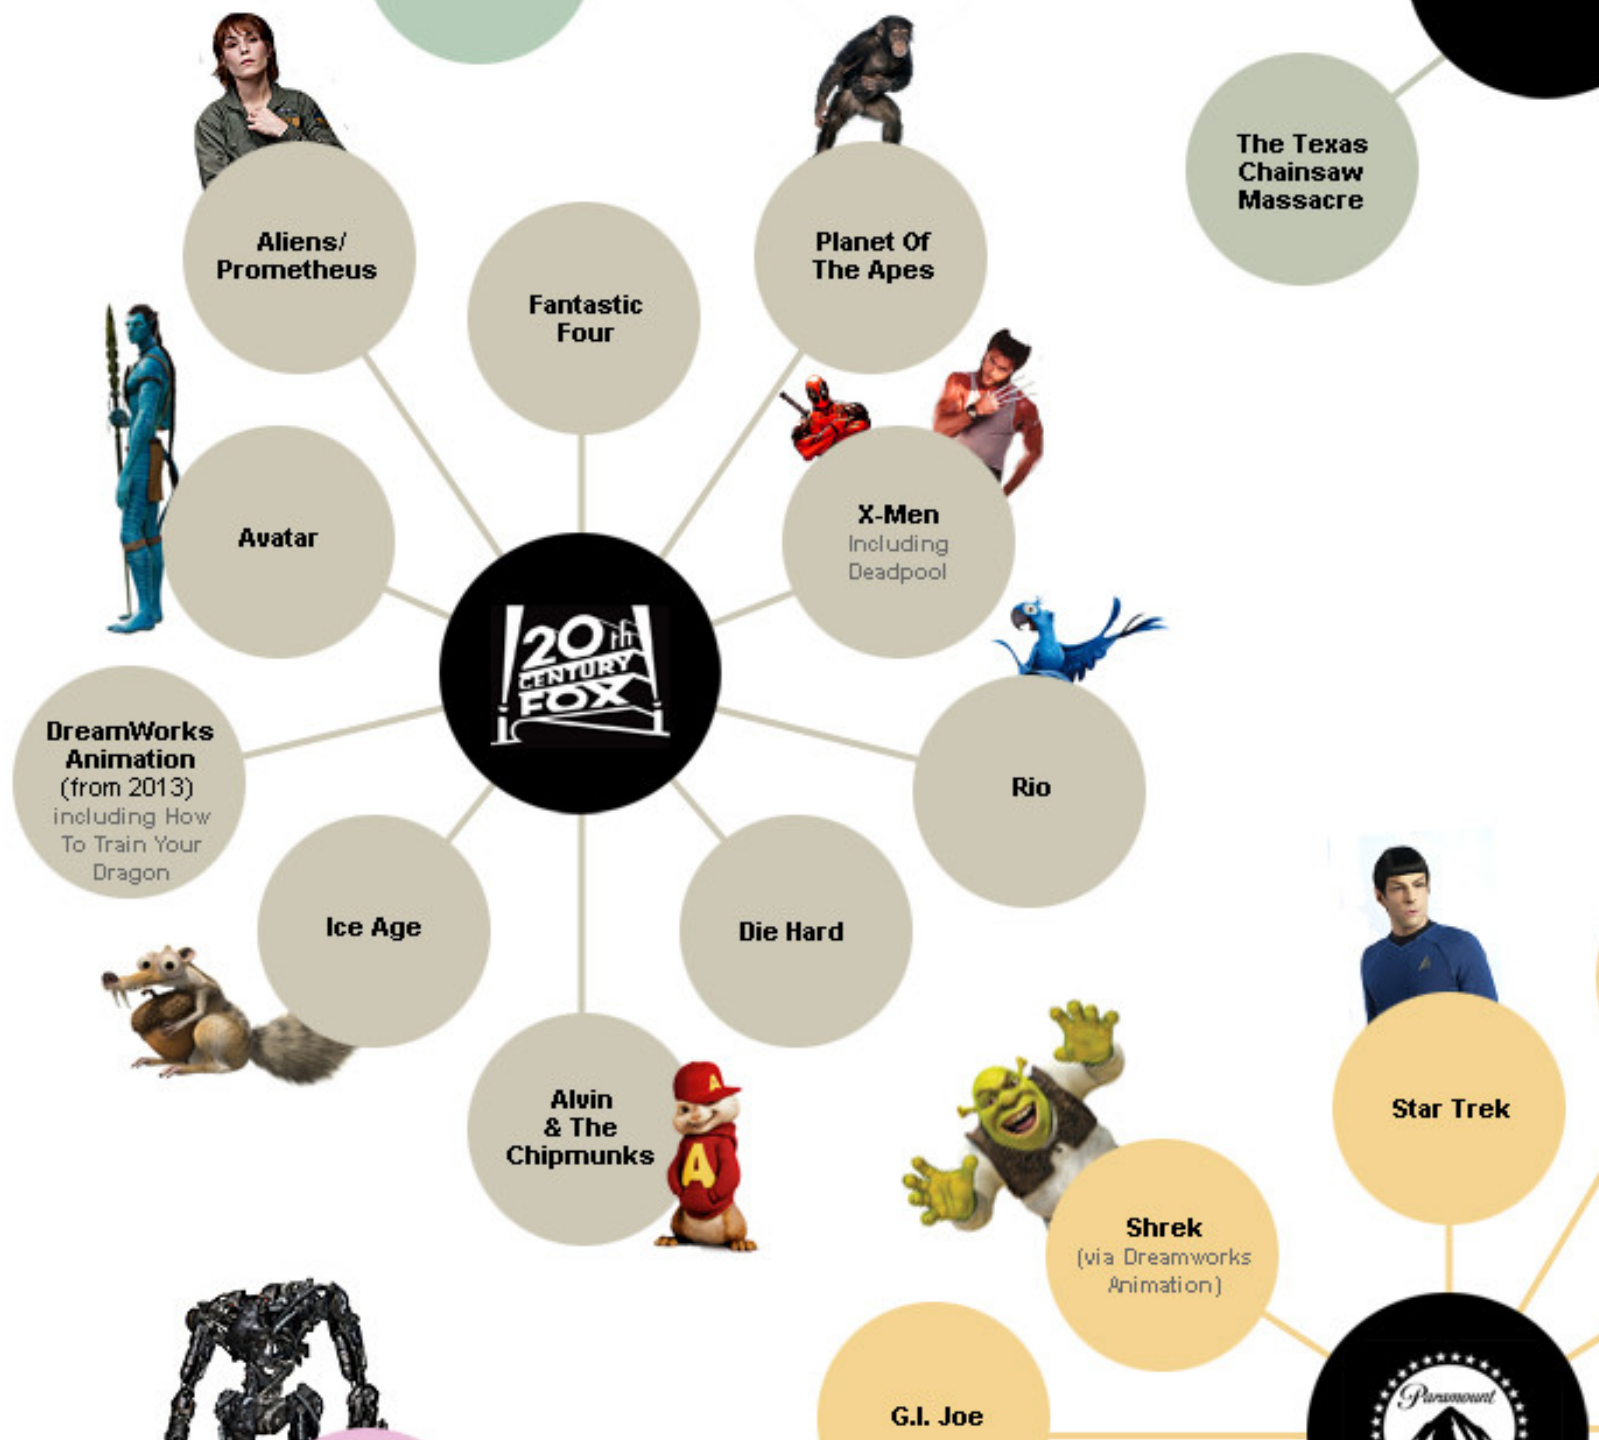 The Texas
Chainsaw
Massacre
Aliens/
Prometheus
Fantastic
Four
Planet Of
The Apes
Avatar
X-Men
Including
Deadpool
20th
CENTURY
FOX
DreamWorks
Animation
(from 2013)
including How
To Train Your
Dragon
Rio
Ice Age
Die Hard
Alvin
& The
Chipmunks
A
A
Star Trek
Shrek
(via Dreamworks
Animation)
G.I. Joe
Paramount